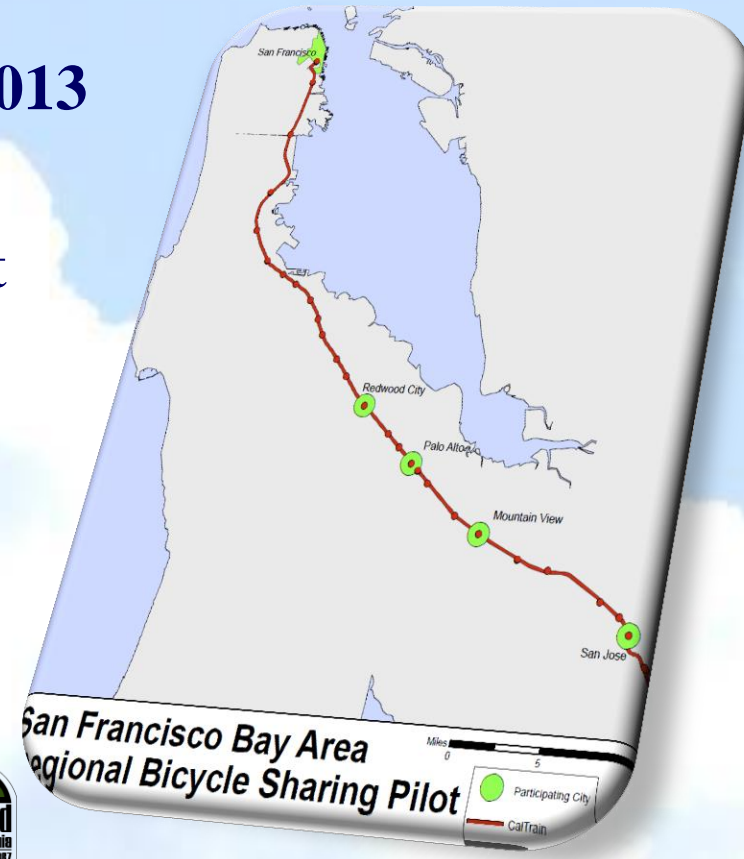 013
t
San Francisco
Redwood City
Palo Alto
Mountain View
San Jose
San Francisco Bay Area
egional Bicycle Sharing Pilot
Miles
0 5
Participating City
CalTrain